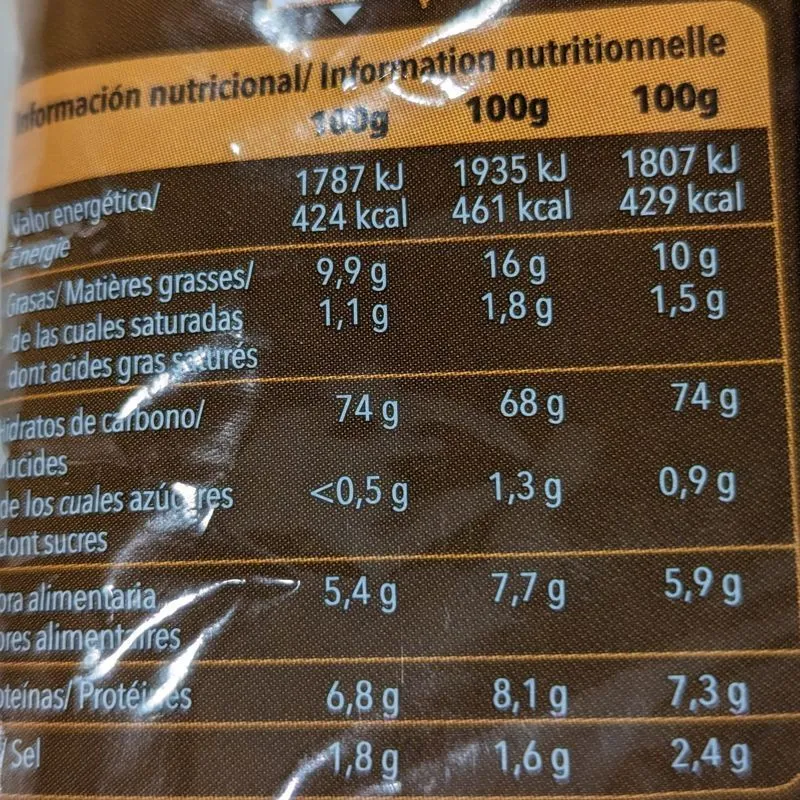 Información nutricional/ Information nutritionnelle
100g 100g 100g
Valor energético/ 1787 kJ 1935 kJ 1807 kJ
Énergie 424 kcal 461 kcal 429 kcal
Grasas/Matières grasses/ 9,9 g 16 g 10 g
de las cuales saturadas 1,1 g 1,8 g 1,5 g
dont acides gras saturés
Hidratos de carbono/ 74 g 68 g 74 g
lucides
de los cuales azúcares <0,5 g 1,3 g 0,9 g
dont sucres
bra alimentaria 5,4 g 7,7 g 5,9 g
bres alimentaires
oteínas/Protéines 6,8 g 8,1 g 7,3 g
/Sel 1,8 g 1,6 g 2,4 g